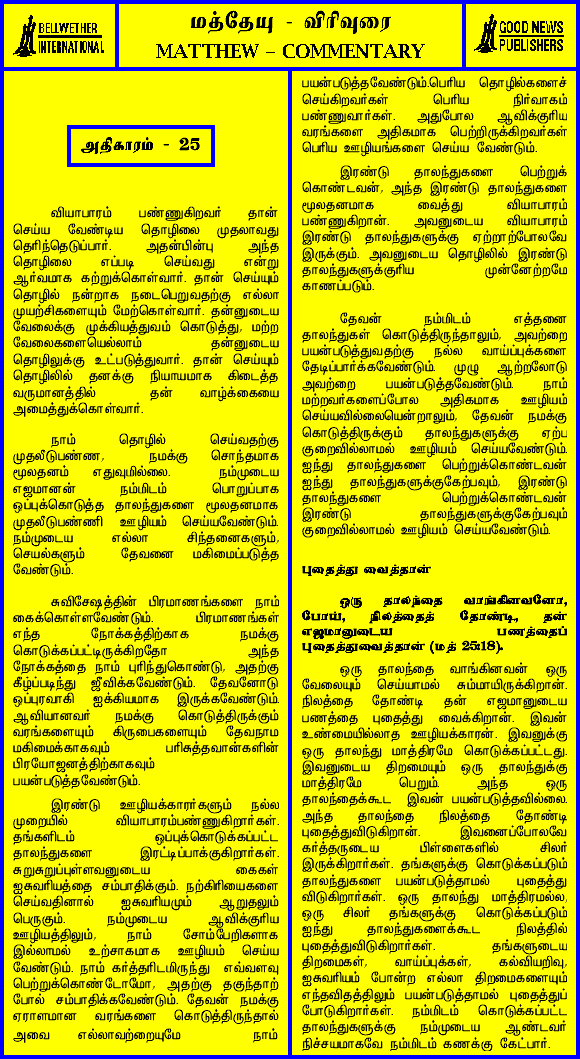 BELLWETHER
INTERNATIONAL
மத்தேயு - விரிவுரை
MATTHEW – COMMENTARY
GOOD NEWS
PUBLISHERS
அதிகாரம் - 25
வியாபாரம் பண்ணுகிறவர் தான்
செய்ய வேண்டிய தொழிலை முதலாவது
தெரிந்தெடுப்பார். அதன்பின்பு அந்த
தொழிலை எப்படி செய்வது என்று
ஆர்வமாக கற்றுக்கொள்வார். தான் செய்யும்
தொழில் நன்றாக நடைபெறுவதற்கு எல்லா
முயற்சிகளையும் மேற்கொள்வார். தன்னுடைய
வேலைக்கு முக்கியத்துவம் கொடுத்து, மற்ற
வேலைகளையெல்லாம் தன்னுடைய
தொழிலுக்கு உட்படுத்துவார். தான் செய்யும்
தொழிலில் தனக்கு நியாயமாக கிடைத்த
வருமானத்தில் தன் வாழ்க்கையை
அமைத்துக்கொள்வார்.
நாம் தொழில் செய்வதற்கு
முதலீடுபண்ண, நமக்கு சொந்தமாக
மூலதனம் எதுவுமில்லை. நம்முடைய
எஜமானன் நம்மிடம் பொறுப்பாக
ஒப்புக்கொடுத்த தாலந்துகளை மூலதனமாக
முதலீடுபண்ணி ஊழியம் செய்யவேண்டும்.
நம்முடைய எல்லா சிந்தனைகளும்,
செயல்களும் தேவனை மகிமைப்படுத்த
வேண்டும்.
சுவிசேஷத்தின் பிரமாணங்களை நாம்
கைக்கொள்ளவேண்டும். பிரமாணங்கள்
எந்த நோக்கத்திற்காக நமக்கு
கொடுக்கப்பட்டிருக்கிறதோ அந்த
நோக்கத்தை நாம் புரிந்துகொண்டு, அதற்கு
கீழ்ப்படிந்து ஜீவிக்கவேண்டும். தேவனோடு
ஒப்புரவாகி ஐக்கியமாக இருக்கவேண்டும்.
ஆவியானவர் நமக்கு கொடுத்திருக்கும்
வரங்களையும் கிருபைகளையும் தேவநாம
மகிமைக்காகவும் பரிசுத்தவான்களின்
பிரயோஜனத்திற்காகவும்
பயன்படுத்தவேண்டும்.
இரண்டு ஊழியக்காரர்களும் நல்ல
முறையில் வியாபாரம்பண்ணுகிறார்கள்.
தங்களிடம் ஒப்புக்கொடுக்கப்பட்ட
தாலந்துகளை இரட்டிப்பாக்குகிறார்கள்.
சுறுசுறுப்புள்ளவனுடைய கைகள்
ஐசுவரியத்தை சம்பாதிக்கும். நற்கிரியைகளை
செய்வதினால் ஐசுவரியமும் ஆறுதலும்
பெருகும். நம்முடைய ஆவிக்குரிய
ஊழியத்திலும், நாம் சோம்பேறிகளாக
இல்லாமல் உற்சாகமாக ஊழியம் செய்ய
வேண்டும். நாம் கர்த்தரிடமிருந்து எவ்வளவு
பெற்றுக்கொண்டோமோ, அதற்கு தகுந்தாற்
போல் சம்பாதிக்கவேண்டும். தேவன் நமக்கு
ஏராளமான வரங்களை கொடுத்திருந்தால்
அவை எல்லாவற்றையுமே நாம்
பயன்படுத்தவேண்டும்.பெரிய தொழில்களைச்
செய்கிறவர்கள் பெரிய நிர்வாகம்
பண்ணுவார்கள். அதுபோல ஆவிக்குரிய
வரங்களை அதிகமாக பெற்றிருக்கிறவர்கள்
பெரிய ஊழியங்களை செய்ய வேண்டும்.
இரண்டு தாலந்துகளை பெற்றுக்
கொண்டவன், அந்த இரண்டு தாலந்துகளை
மூலதனமாக வைத்து வியாபாரம்
பண்ணுகிறான். அவனுடைய வியாபாரம்
இரண்டு தாலந்துகளுக்கு ஏற்றாற்போலவே
இருக்கும். அவனுடைய தொழிலில் இரண்டு
தாலந்துகளுக்குரிய முன்னேற்றமே
காணப்படும்.
தேவன் நம்மிடம் எத்தனை
தாலந்துகள் கொடுத்திருந்தாலும், அவற்றை
பயன்படுத்துவதற்கு நல்ல வாய்ப்புக்களை
தேடிப்பார்க்கவேண்டும். முழு ஆற்றலோடு
அவற்றை பயன்படுத்தவேண்டும். நாம்
மற்றவர்களைப்போல அதிகமாக ஊழியம்
செய்யவில்லையென்றாலும், தேவன் நமக்கு
கொடுத்திருக்கும் தாலந்துகளுக்கு ஏற்ப
குறைவில்லாமல் ஊழியம் செய்யவேண்டும்.
ஐந்து தாலந்துகளை பெற்றுக்கொண்டவன்
ஐந்து தாலந்துகளுக்குகேற்பவும், இரண்டு
தாலந்துகளை பெற்றுக்கொண்டவன்
இரண்டு தாலந்துகளுக்குகேற்பவும்
குறைவில்லாமல் ஊழியம் செய்யவேண்டும்.
புதைத்து வைத்தான்
ஒரு தாலந்தை வாங்கினவனோ,
போய், நிலத்தைத் தோண்டி, தன்
எஜமானுடைய பணத்தைப்
புதைத்துவைத்தான் (மத் 25:18).
ஒரு தாலந்தை வாங்கினவன் ஒரு
வேலையும் செய்யாமல் சும்மாயிருக்கிறான்.
நிலத்தை தோண்டி தன் எஜமானுடைய
பணத்தை புதைத்து வைக்கிறான். இவன்
உண்மையில்லாத ஊழியக்காரன். இவனுக்கு
ஒரு தாலந்து மாத்திரமே கொடுக்கப்பட்டது.
இவனுடைய திறமையும் ஒரு தாலந்துக்கு
மாத்திரமே பெறும். அந்த ஒரு
தாலந்தைக்கூட இவன் பயன்படுத்தவில்லை.
அந்த தாலந்தை நிலத்தை தோண்டி
புதைத்துவிடுகிறான். இவனைப்போலவே
கர்த்தருடைய பிள்ளைகளில் சிலர்
இருக்கிறார்கள். தங்களுக்கு கொடுக்கப்படும்
தாலந்துகளை பயன்படுத்தாமல் புதைத்து
விடுகிறார்கள். ஒரு தாலந்து மாத்திரமல்ல,
ஒரு சிலர் தங்களுக்கு கொடுக்கப்படும்
ஐந்து தாலந்துகளைக்கூட நிலத்தில்
புதைத்துவிடுகிறார்கள். தங்களுடைய
திறமைகள், வாய்ப்புகள், கல்வியறிவு,
ஐசுவரியம் போன்ற எல்லா திறமைகளையும்
எந்தவிதத்திலும் பயன்படுத்தாமல் புதைத்துப்
போடுகிறார்கள். நம்மிடம் கொடுக்கப்பட்ட
தாலந்துகளுக்கு நம்முடைய ஆண்டவர்
நிச்சயமாகவே நம்மிடம் கணக்கு கேட்பார்.